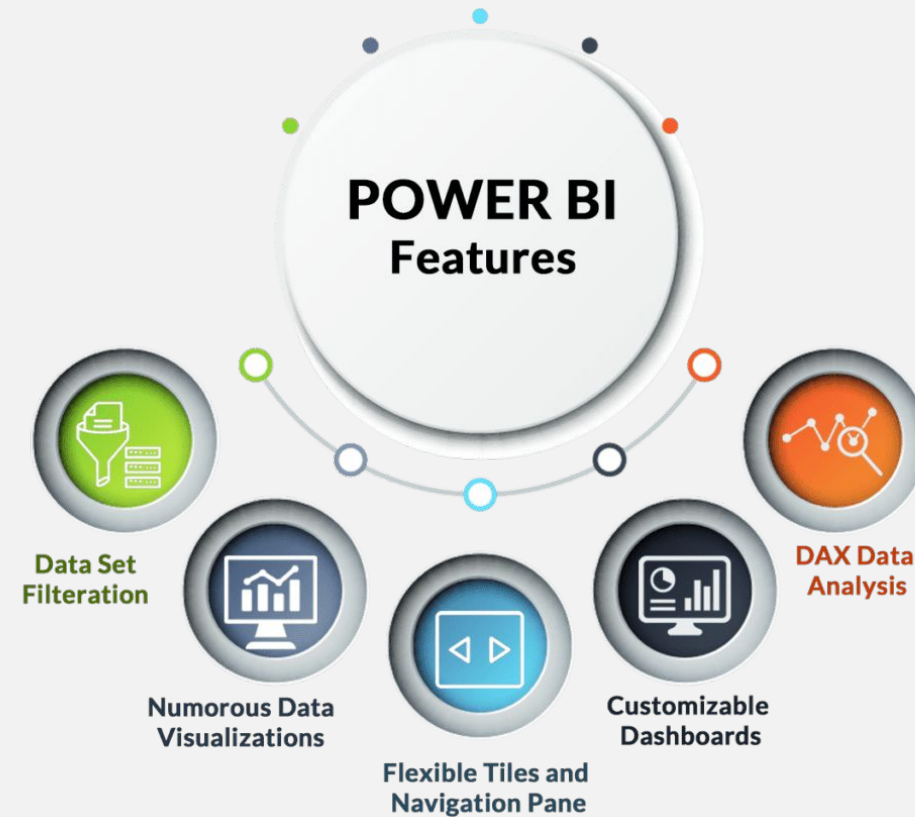 POWER BI
Features
Data Set
Filteration
Numorous Data
Visualizations
Flexible Tiles and
Navigation Pane
Customizable
Dashboards
DAX Data
Analysis